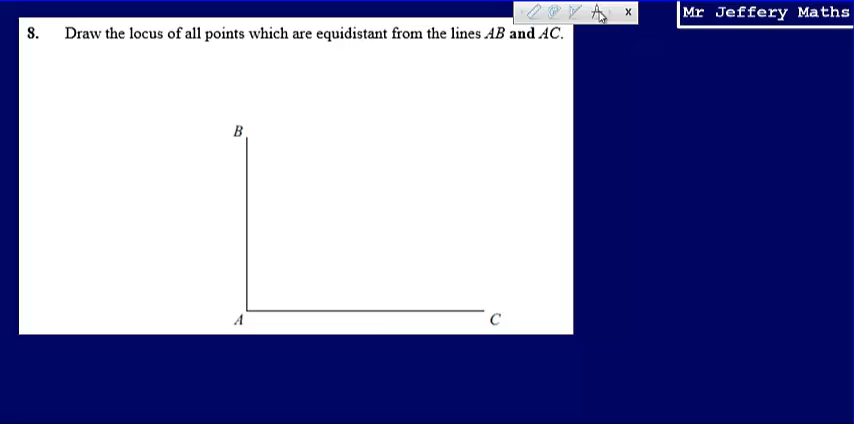 Mr Jeffery Maths
8. Draw the locus of all points which are equidistant from the lines AB and AC.
B
A
C